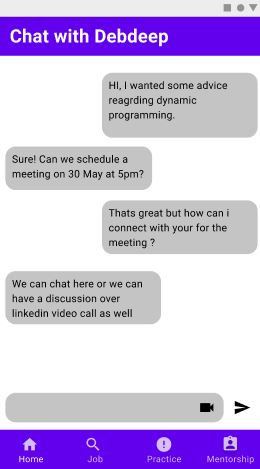 Chat with Debdeep
HI, I wanted some advice
reagrding dynamic
programming.
Sure! Can we schedule a
meeting on 30 May at 5pm?
Thats great but how can i
connect with your for the
meeting ?
We can chat here or we can
have a discussion over
linkedin video call as well
Home Job Practice Mentorship